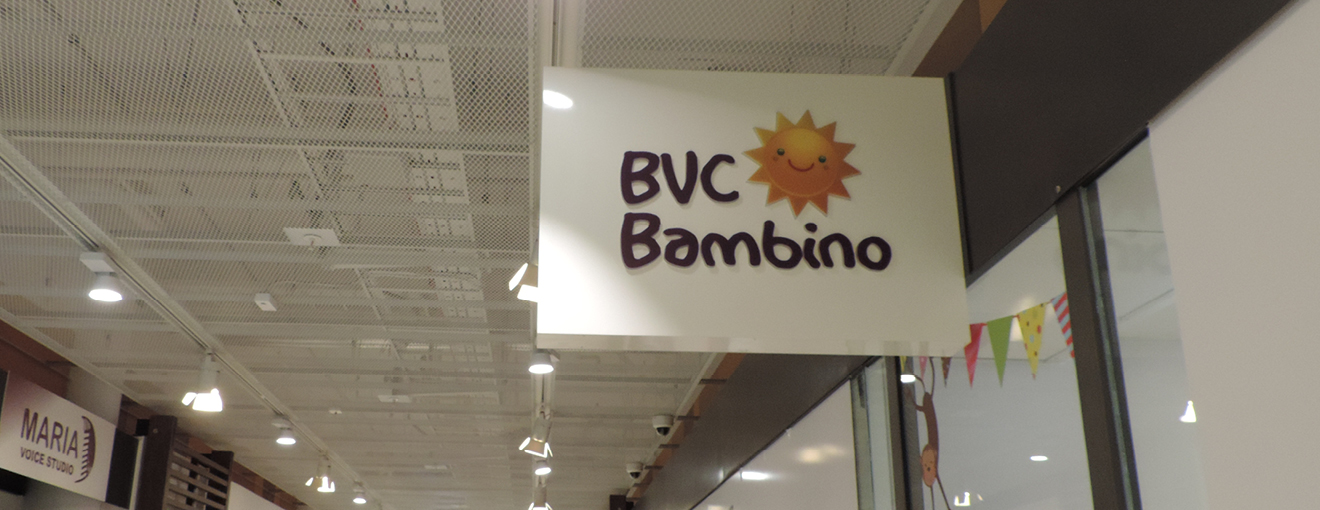 BVC
Bambino
MARIA
VOICE STUDIO